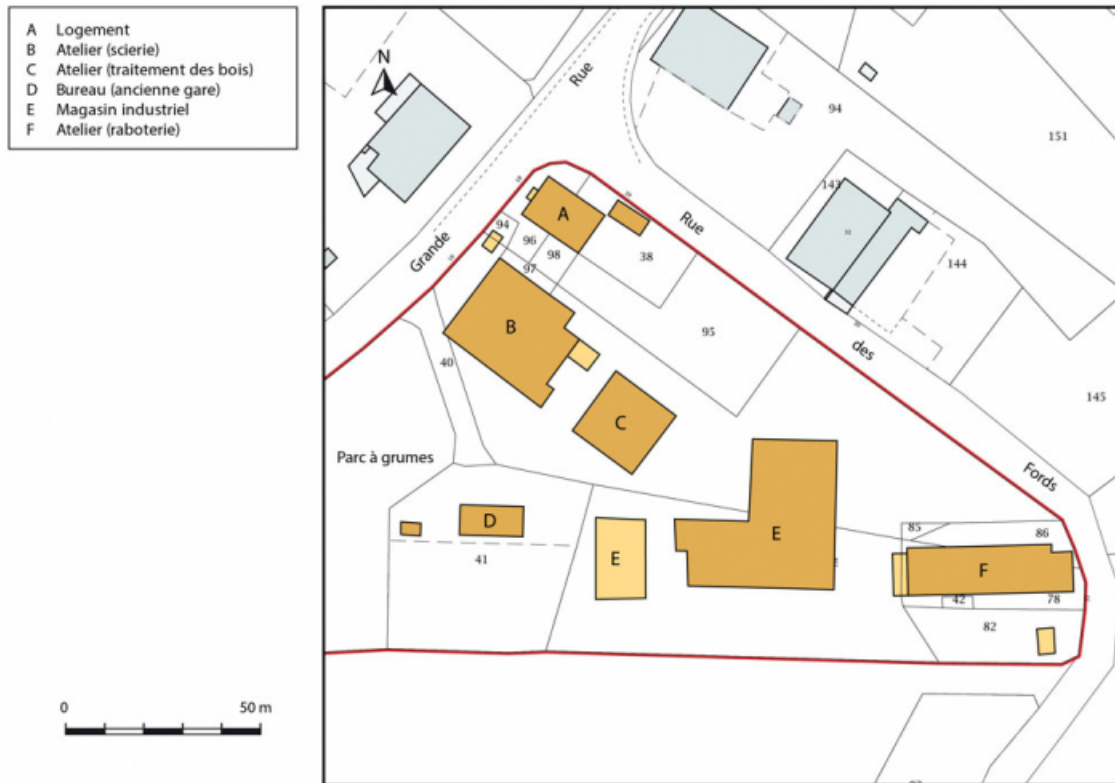 A Logement
B Atelier (scierie)
C Atelier (traitement des bois)
D Bureau (ancienne gare)
E Magasin industriel
F Atelier (raboterie)
N
Rue
94
151
143
A
94
Rue
Grande
96
98
38
144
97
B
95
des
40
145
C
Parc à grumes
Fords
D
E
85
86
41
E
F
42
78
82
0
50 m